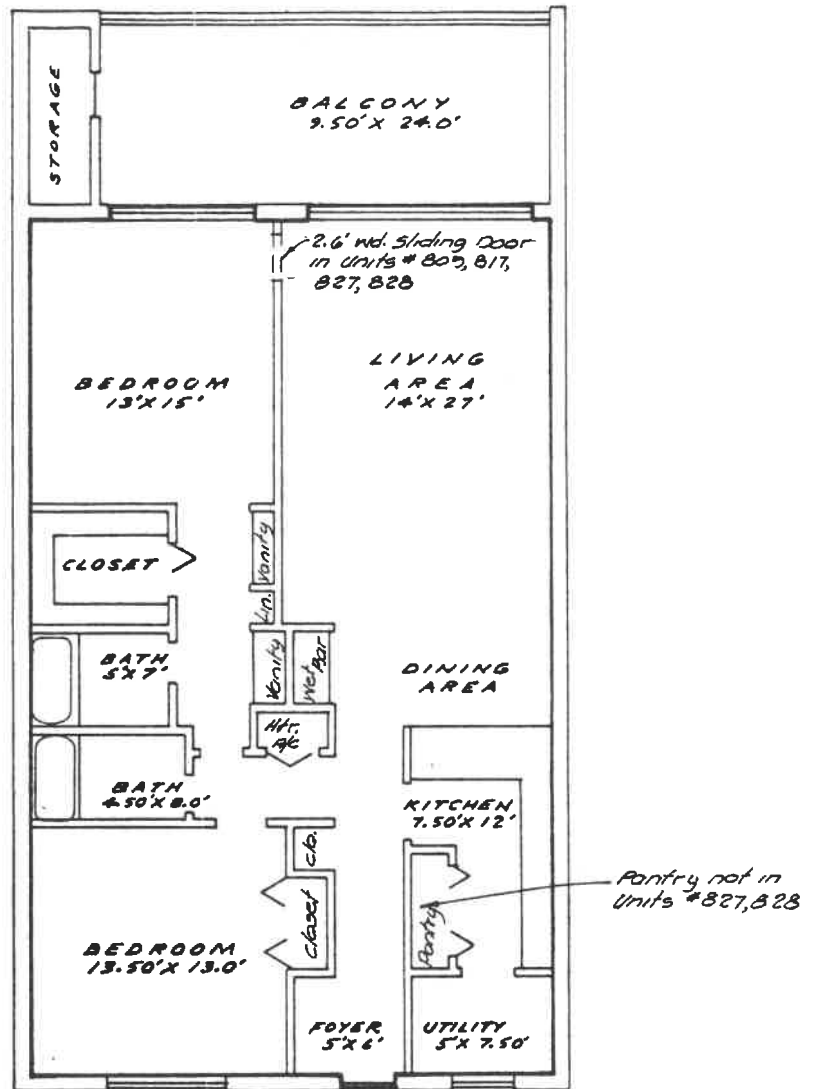 STORAGE
BALCONY
9.50' X 24.0'
2.6' wd. Sliding Door
in Units # 809, 817,
827, 828
BEDROOM
13' X 15'
LIVING
AREA
14' X 27'
CLOSET
Vanity
Lin.
BATH
5' X 7'
Vanity
Wet
Bar
DINING
AREA
Htr.
A/c
BATH
4.50' X 8.0'
KITCHEN
7.50' X 12'
Clo.
Closet
Pantry
Pantry not in
Units # 827, 828
BEDROOM
13.50' X 13.0'
FOYER
5' X 6'
UTILITY
5' X 7.50'